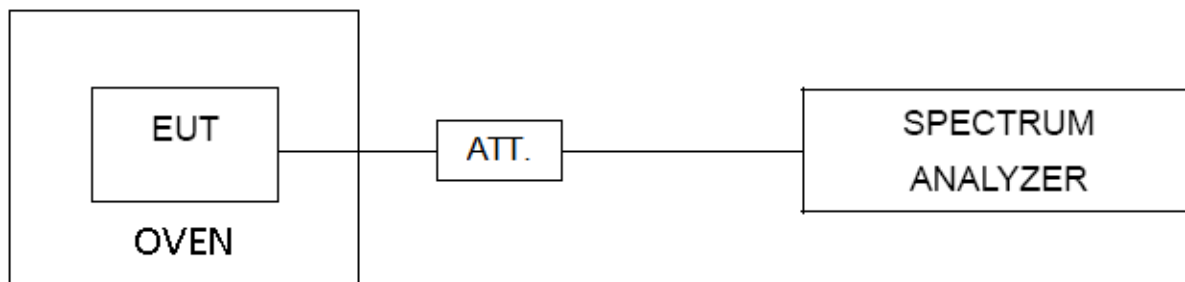 EUT
OVEN
ATT.
SPECTRUM
ANALYZER